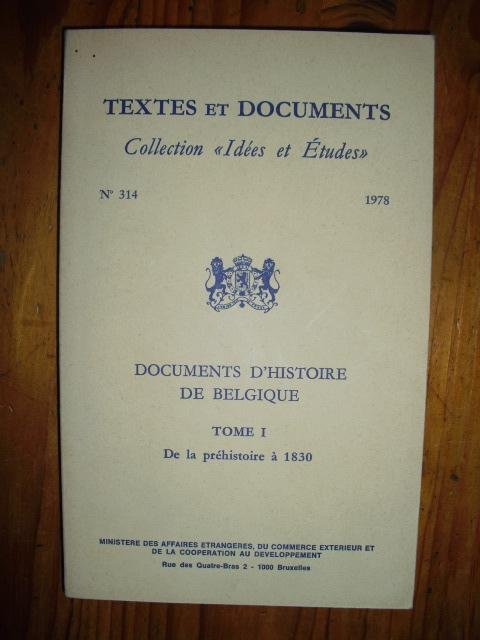 TEXTES ET DOCUMENTS
Collection «Idées et Études»
N° 314
1978
DOCUMENTS D'HISTOIRE
DE BELGIQUE
TOME I
De la préhistoire à 1830
MINISTERE DES AFFAIRES ETRANGERES, DU COMMERCE EXTERIEUR ET
DE LA COOPERATION AU DEVELOPPEMENT
Rue des Quatre-Bras 2 - 1000 Bruxelles